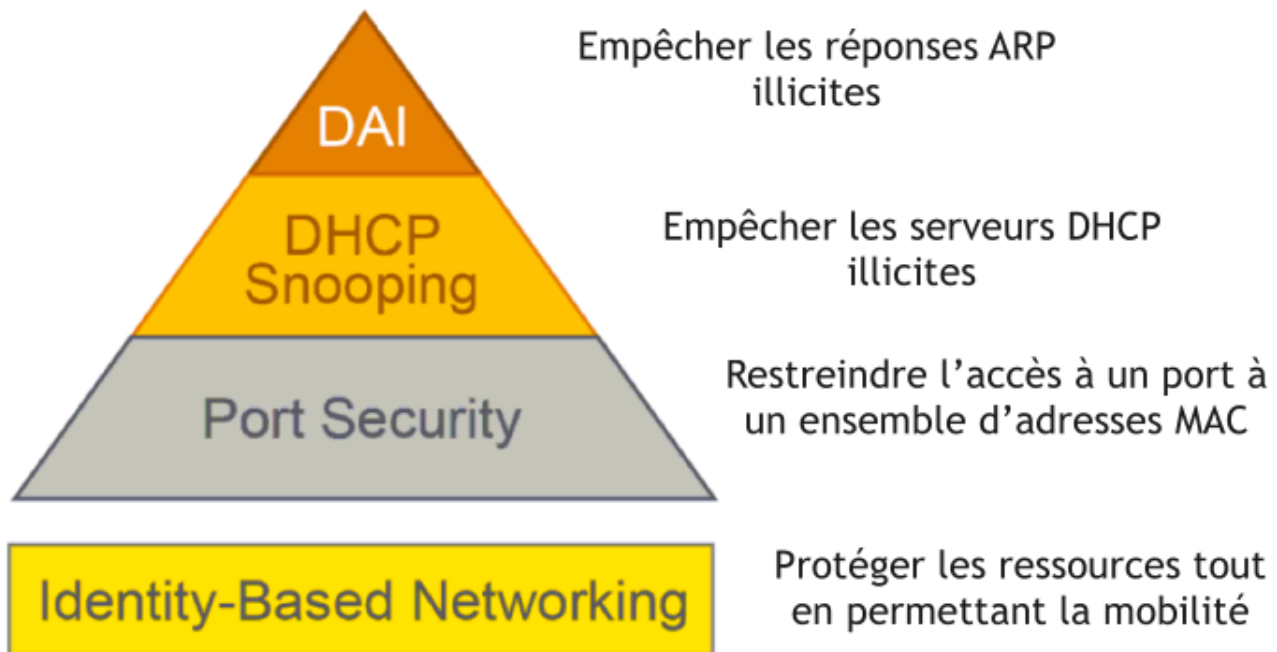 Empêcher les réponses ARP
illicites
DAI
DHCP
Snooping
Empêcher les serveurs DHCP
illicites
Port Security
Restreindre l’accès à un port à
un ensemble d’adresses MAC
Identity-Based Networking
Protéger les ressources tout
en permettant la mobilité